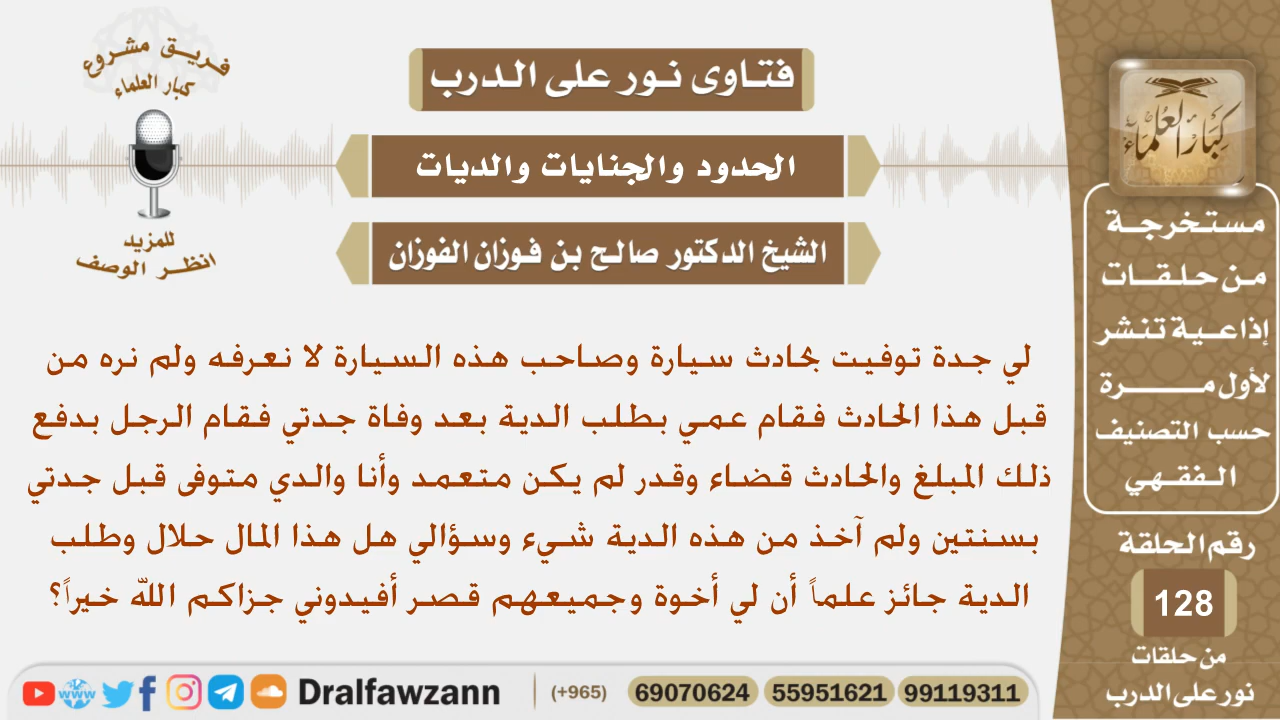 فريق مشروع
كبار العلماء
للمزيد
انظر الوصف
فتاوى نور على الدرب
الحدود والجنايات والديات
الشيخ الدكتور صالح بن فوزان الفوزان
لي جدة توفيت بحادث سيارة وصاحب هذه السيارة لا نعرفه ولم نره من
قبل هذا الحادث فقام عمي بطلب الدية بعد وفاة جدتي فقام الرجل بدفع
ذلك المبلغ والحادث قضاء وقدر لم يكن متعمد وأنا والدي متوفى قبل جدتي
بسنتين ولم آخذ من هذه الدية شيء وسؤالي هل هذا المال حلال وطلب
الدية جائز علماً أن لي أخوة وجميعهم قصر أفيدوني جزاكم الله خيراً؟
كبار العلماء
مستخرجة
من حلقات
إذاعية تنشر
لأول مرة
حسب التصنيف
الفقهي
رقم الحلقة
128
من حلقات
نور على الدرب
Dralfawzann
(+965) 69070624 55951621 99119311